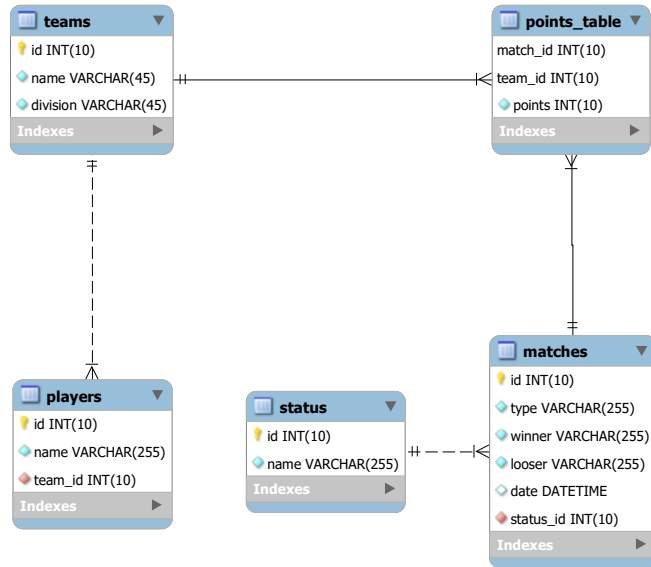 teams
id INT(10)
name VARCHAR(45)
division VARCHAR(45)
Indexes
points_table
match_id INT(10)
team_id INT(10)
points INT(10)
Indexes
players
id INT(10)
name VARCHAR(255)
team_id INT(10)
Indexes
status
id INT(10)
name VARCHAR(255)
Indexes
matches
id INT(10)
type VARCHAR(255)
winner VARCHAR(255)
looser VARCHAR(255)
date DATETIME
status_id INT(10)
Indexes